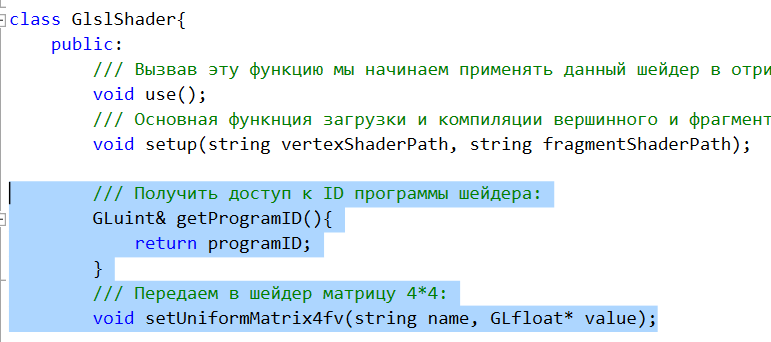 class GlslShader{
public:
/// Вызвав эту функцию мы начинаем применять данный шейдер в отри
void use();
/// Основная функнция загрузки и компиляции вершинного и фрагмент
void setup(string vertexShaderPath, string fragmentShaderPath);
/// Получить доступ к ID программы шейдера:
GLuint& getProgramID(){
return programID;
}
/// Передаем в шейдер матрицу 4*4:
void setUniformMatrix4fv(string name, GLfloat* value);